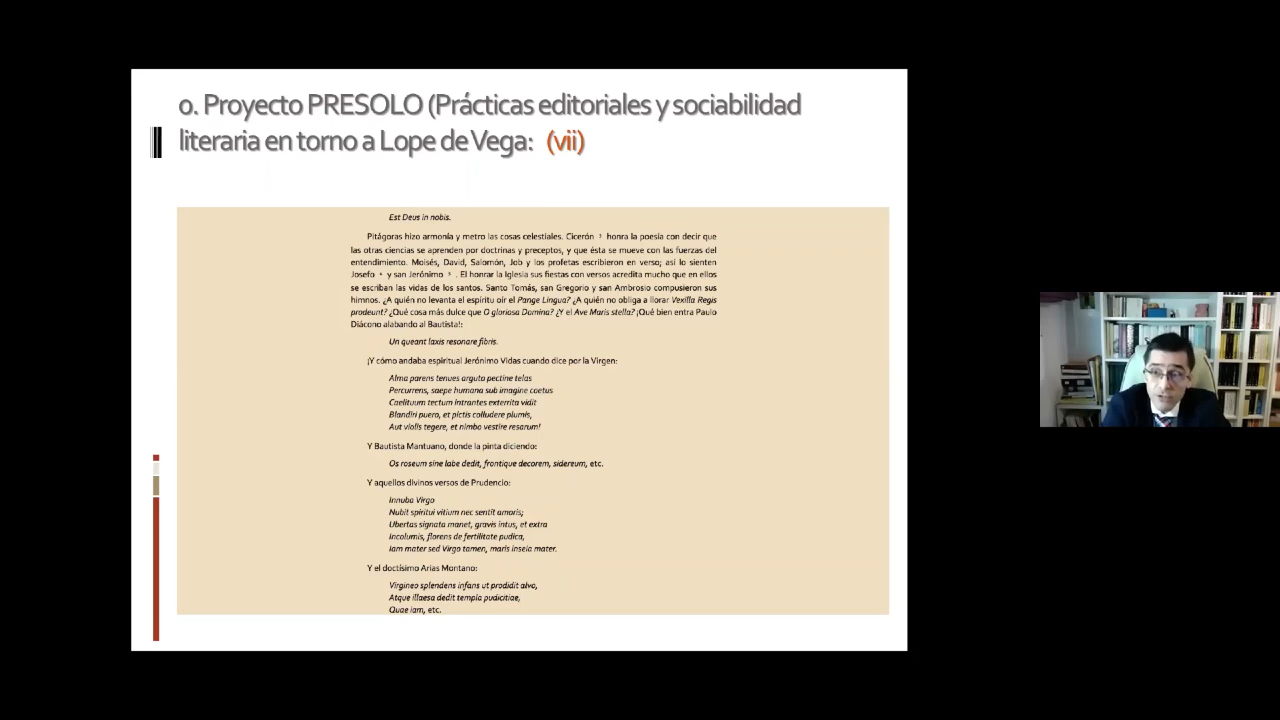 0. Proyecto PRESOLO (Prácticas editoriales y sociabilidad
literaria en torno a Lope de Vega: (vii)
Est Deus in nobis.
Pitágoras hizo armonía y metro las cosas celestiales. Cicerón 3 honra la poesía con decir que
las otras ciencias se aprenden por doctrinas y preceptos, y que ésta se mueve con las fuerzas del
entendimiento. Moisés, David, Salomón, Job y los profetas escribieron en verso; así lo sienten
Josefo 4 y san Jerónimo 5 . El honrar la Iglesia sus fiestas con versos acredita mucho que en ellos
se escriban las vidas de los santos. Santo Tomás, san Gregorio y san Ambrosio compusieron sus
himnos. ¿A quién no levanta el espíritu oír el Pange Lingua? ¿A quién no obliga a llorar Vexilla Regis
prodeunt? ¿Qué cosa más dulce que O gloriosa Domina? ¿Y el Ave Maris stella? ¡Qué bien entra Paulo
Diácono alabando al Bautista!:
Un queant laxis resonare fibris.
¡Y cómo andaba espiritual Jerónimo Vidas cuando dice por la Virgen:
Alma parens tenues arguto pectine telas
Percurrens, saepe humana sub imagine coetus
Caelituum tectum intrantes exterrita vidit
Blandiri puero, et pictis colludere plumis,
Aut violis tegere, et nimbo vestire rosarum!
Y Bautista Mantuano, donde la pinta diciendo:
Os roseum sine labe dedit, frontique decorem, sidereum, etc.
Y aquellos divinos versos de Prudencio:
Innuba Virgo
Nubit spiritui vitium nec sentit amoris;
Ubertas signata manet, gravis intus, et extra
Incolumis, florens de fertilitate pudica,
Iam mater sed Virgo tamen, maris inscia mater.
Y el doctísimo Arias Montano:
Virgineo splendens infans ut prodidit alvo,
Atque illaesa dedit templa pudicitiae,
Quae iam, etc.